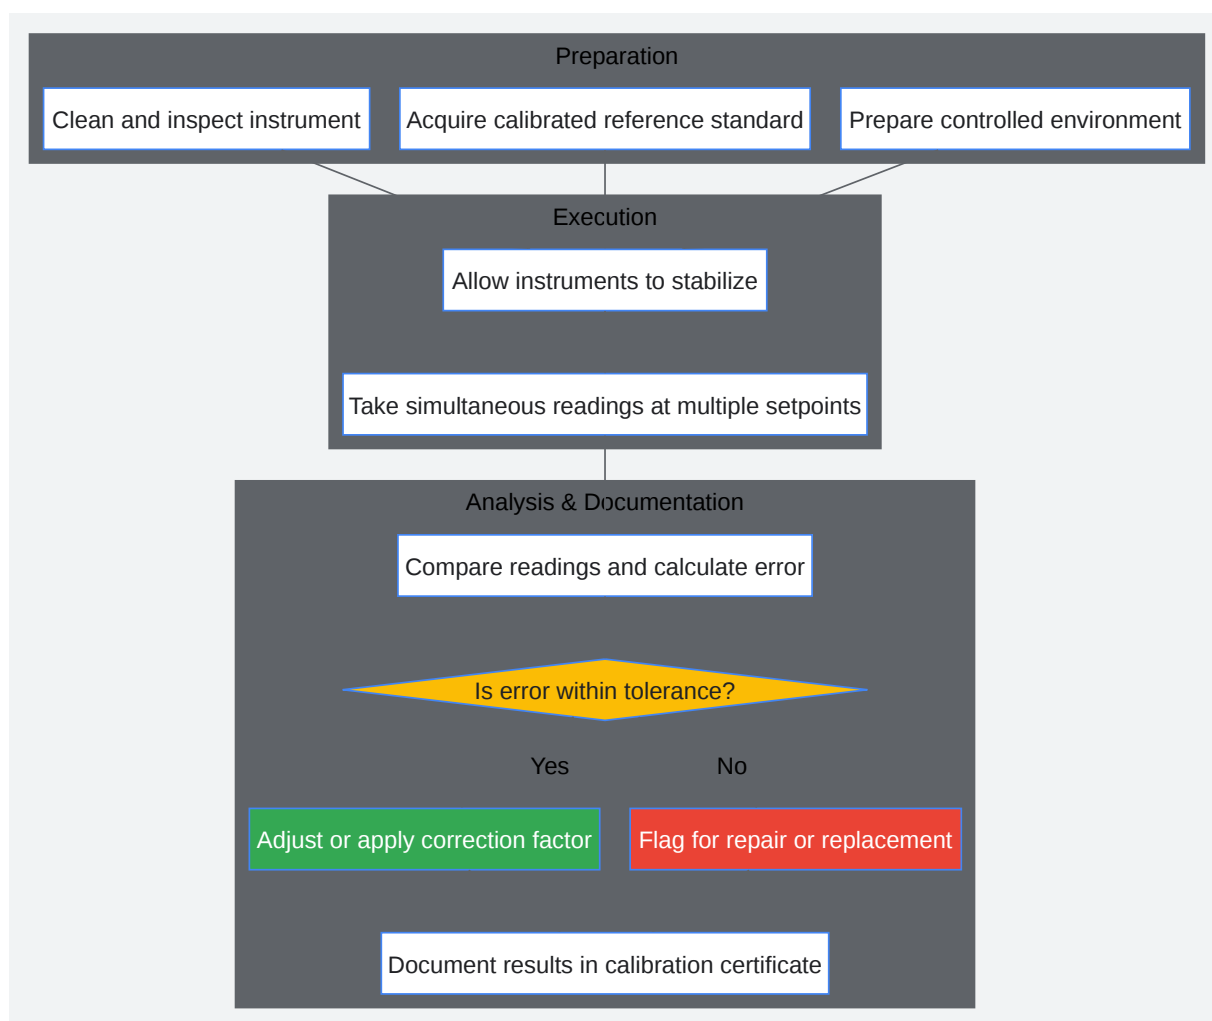 Preparation
Clean and inspect instrument
Acquire calibrated reference standard
Prepare controlled environment
Execution
Allow instruments to stabilize
Take simultaneous readings at multiple setpoints
Analysis & Documentation
Compare readings and calculate error
Is error within tolerance?
Yes
No
Adjust or apply correction factor
Flag for repair or replacement
Document results in calibration certificate